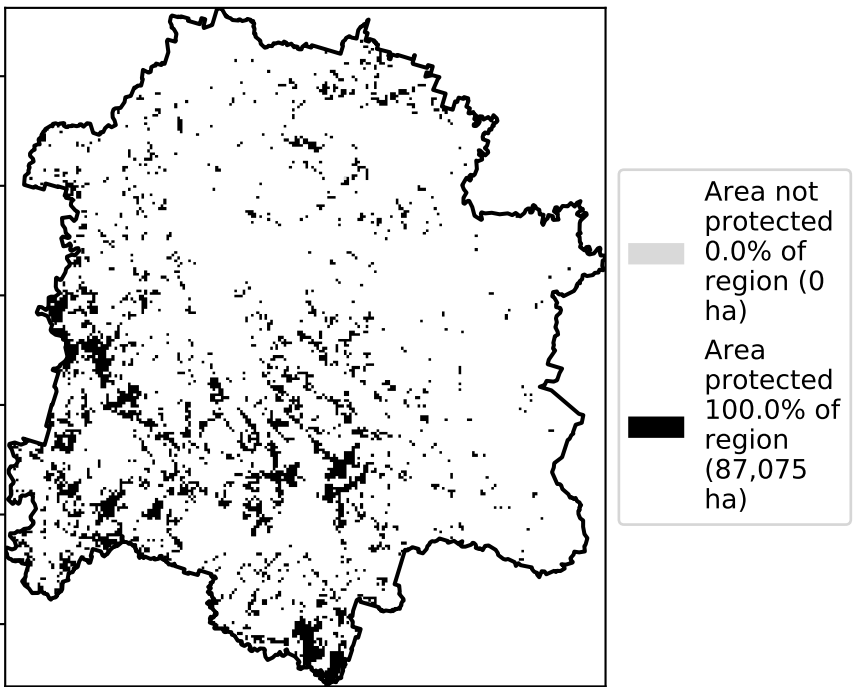 Area not
protected
0.0% of
region (0
ha)
Area
protected
100.0% of
region
(87,075
ha)